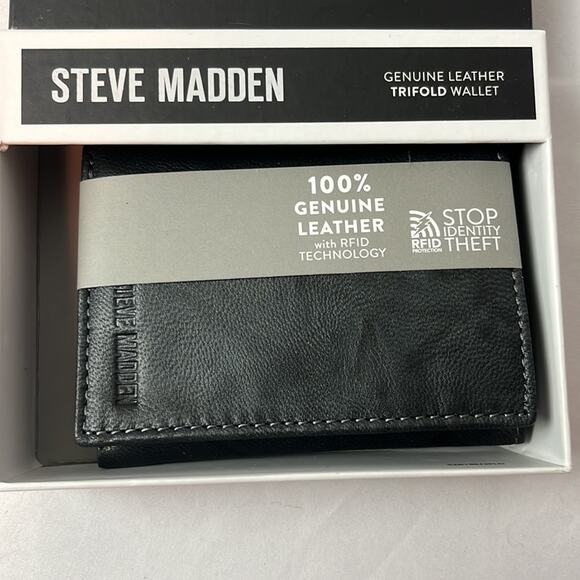 STEVE MADDEN
GENUINE LEATHER
TRIFOLD WALLET
100%
GENUINE
LEATHER
with RFID
TECHNOLOGY
RFID
PROTECTION
STOP
IDENTITY
THEFT
STEVE MADDEN